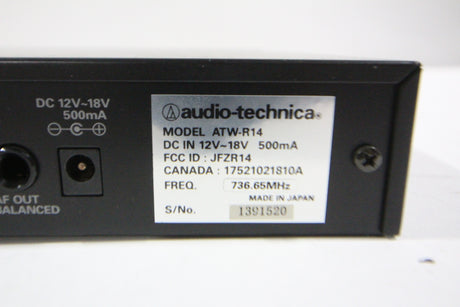 DC 12V~18V
500mA
AF OUT
audio-technica®
MODEL ATW-R14
DC IN 12V~18V 500mA
FCC ID : JFZR14
CANADA : 17521021810A
FREQ. 736.65MHz
MADE IN JAPAN
S/No. 1391520